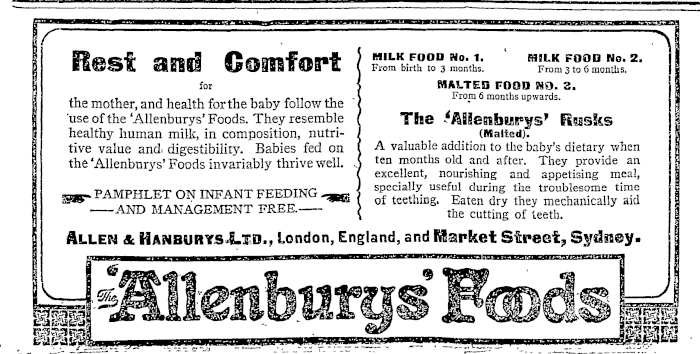 Rest and Comfort
for
the mother, and health for the baby follow the
use of the 'Allenburys' Foods. They resemble
healthy human milk, in composition, nutri-
tive value and digestibility. Babies fed on
the 'Allenburys' Foods invariably thrive well.
PAMPHLET ON INFANT FEEDING
—AND MANAGEMENT FREE.—
MILK FOOD No. 1.
From birth to 3 months.
MILK FOOD No. 2.
From 3 to 6 months.
MALTED FOOD NO. 3.
From 6 months upwards.
The 'Allenburys' Rusks
(Malted).
A valuable addition to the baby's dietary when
ten months old and after. They provide an
excellent, nourishing and appetising meal,
specially useful during the troublesome time
of teething. Eaten dry they mechanically aid
the cutting of teeth.
ALLEN & HANBURYS LTD., London, England, and Market Street, Sydney.
The 'Allenburys' Foods